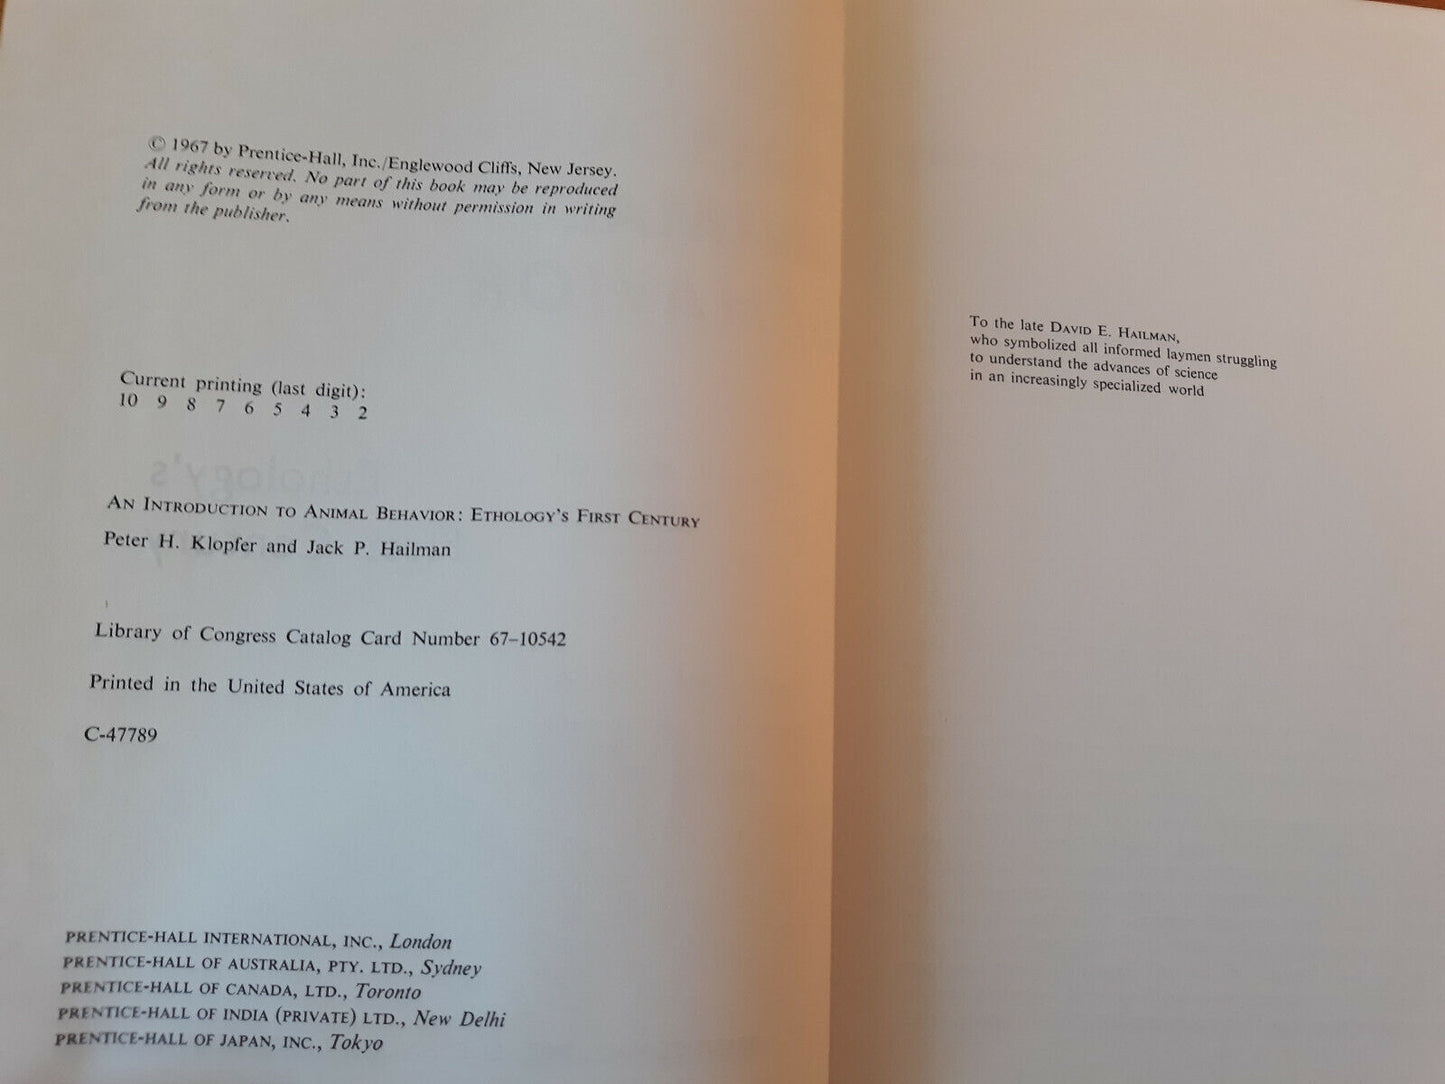 © 1967 by Prentice-Hall, Inc./Englewood Cliffs, New Jersey.
All rights reserved. No part of this book may be reproduced
in any form or by any means without permission in writing
from the publisher.
Current printing (last digit):
10 9 8 7 6 5 4 3 2
AN INTRODUCTION TO ANIMAL BEHAVIOR: ETHOLOGY'S FIRST CENTURY
Peter H. Klopfer and Jack P. Hailman
Library of Congress Catalog Card Number 67–10542
Printed in the United States of America
C-47789
PRENTICE-HALL INTERNATIONAL, INC., London
PRENTICE-HALL OF AUSTRALIA, PTY. LTD., Sydney
PRENTICE-HALL OF CANADA, LTD., Toronto
PRENTICE-HALL OF INDIA (PRIVATE) LTD., New Delhi
PRENTICE-HALL OF JAPAN, INC., Tokyo
To the late DAVID E. HAILMAN,
who symbolized all informed laymen struggling
to understand the advances of science
in an increasingly specialized world